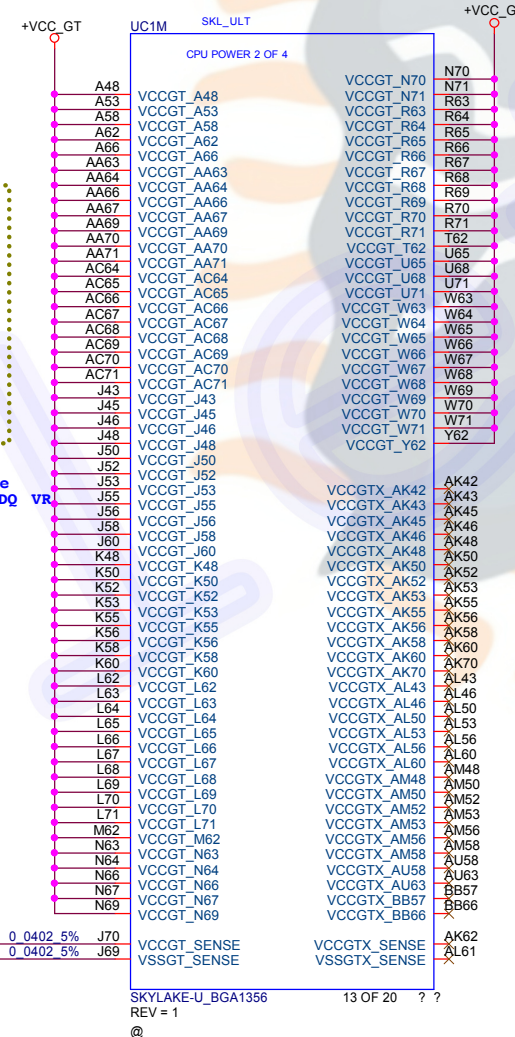 +VCC_GT
UC1M
SKL_ULT
+VCC_G
CPU POWER 2 OF 4
A48 VCCGT_A48
A53 VCCGT_A53
A58 VCCGT_A58
A62 VCCGT_A62
A66 VCCGT_A66
AA63 VCCGT_AA63
AA64 VCCGT_AA64
AA66 VCCGT_AA66
AA67 VCCGT_AA67
AA69 VCCGT_AA69
AA70 VCCGT_AA70
AA71 VCCGT_AA71
AC64 VCCGT_AC64
AC65 VCCGT_AC65
AC66 VCCGT_AC66
AC67 VCCGT_AC67
AC68 VCCGT_AC68
AC69 VCCGT_AC69
AC70 VCCGT_AC70
AC71 VCCGT_AC71
J43 VCCGT_J43
J45 VCCGT_J45
J46 VCCGT_J46
J48 VCCGT_J48
J50 VCCGT_J50
J52 VCCGT_J52
J53 VCCGT_J53
J55 VCCGT_J55
J56 VCCGT_J56
J58 VCCGT_J58
J60 VCCGT_J60
K48 VCCGT_K48
K50 VCCGT_K50
K52 VCCGT_K52
K53 VCCGT_K53
K55 VCCGT_K55
K56 VCCGT_K56
K58 VCCGT_K58
K60 VCCGT_K60
L62 VCCGT_L62
L63 VCCGT_L63
L64 VCCGT_L64
L65 VCCGT_L65
L66 VCCGT_L66
L67 VCCGT_L67
L68 VCCGT_L68
L69 VCCGT_L69
L70 VCCGT_L70
L71 VCCGT_L71
M62 VCCGT_M62
N63 VCCGT_N63
N64 VCCGT_N64
N66 VCCGT_N66
N67 VCCGT_N67
N69 VCCGT_N69
0_0402_5% J70 VCCGT_SENSE
0_0402_5% J69 VSSGT_SENSE
e
DQ VR
VCCGT_N70 N70
VCCGT_N71 N71
VCCGT_R63 R63
VCCGT_R64 R64
VCCGT_R65 R65
VCCGT_R66 R66
VCCGT_R67 R67
VCCGT_R68 R68
VCCGT_R69 R69
VCCGT_R70 R70
VCCGT_R71 R71
VCCGT_T62 T62
VCCGT_U65 U65
VCCGT_U68 U68
VCCGT_U71 U71
VCCGT_W63 W63
VCCGT_W64 W64
VCCGT_W65 W65
VCCGT_W66 W66
VCCGT_W67 W67
VCCGT_W68 W68
VCCGT_W69 W69
VCCGT_W70 W70
VCCGT_W71 W71
VCCGT_Y62 Y62
VCCGTX_AK42 AK42
VCCGTX_AK43 AK43
VCCGTX_AK45 AK45
VCCGTX_AK46 AK46
VCCGTX_AK48 AK48
VCCGTX_AK50 AK50
VCCGTX_AK52 AK52
VCCGTX_AK53 AK53
VCCGTX_AK55 AK55
VCCGTX_AK56 AK56
VCCGTX_AK58 AK58
VCCGTX_AK60 AK60
VCCGTX_AK70 AK70
VCCGTX_AL43 AL43
VCCGTX_AL46 AL46
VCCGTX_AL50 AL50
VCCGTX_AL53 AL53
VCCGTX_AL56 AL56
VCCGTX_AL60 AL60
VCCGTX_AM48 AM48
VCCGTX_AM50 AM50
VCCGTX_AM52 AM52
VCCGTX_AM53 AM53
VCCGTX_AM56 AM56
VCCGTX_AM58 AM58
VCCGTX_AU58 AU58
VCCGTX_AU63 AU63
VCCGTX_BB57 BB57
VCCGTX_BB66 BB66
VCCGTX_SENSE AK62
VSSGTX_SENSE AL61
SKYLAKE-U_BGA1356
13 OF 20 ? ?
REV = 1
@